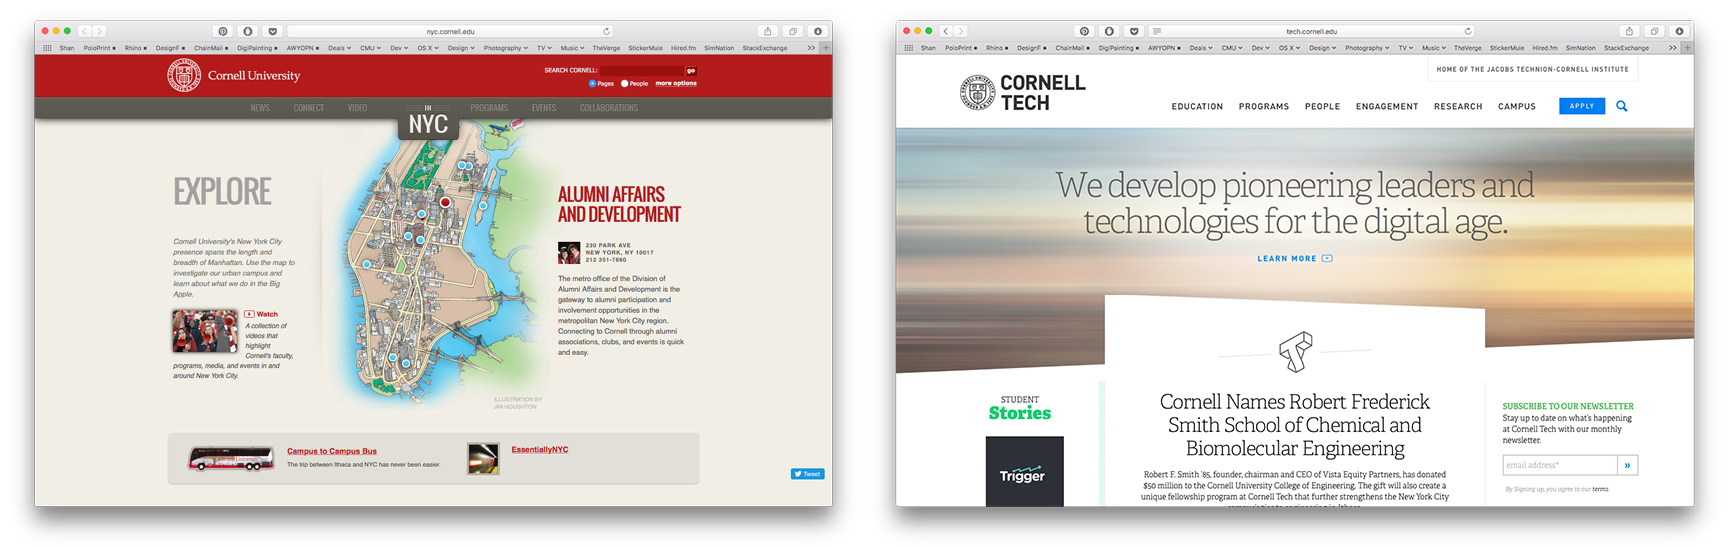 nyc.cornell.edu
Shan PoloPrint DesignF ChainMail DigiPainting AWYOPN Deals CMU Dev OS X Design Photography TV Music TheVerge StickerMule Hired.fm SimNation StackExchange >> +
Cornell University
SEARCH CORNELL: go
Pages People more options
NEWS CONNECT VIDEO IN NYC PROGRAMS EVENTS COLLABORATIONS
EXPLORE
Cornell University's New York City
presence spans the length and
breadth of Manhattan. Use the map to
investigate our urban campus and
learn about what we do in the Big
Apple.
Watch
A collection of
videos that
highlight
Cornell's faculty,
programs, media, and events in and
around New York City.
ALUMNI AFFAIRS
AND DEVELOPMENT
230 PARK AVE
NEW YORK, NY 10017
212 351-7660
The metro office of the Division of
Alumni Affairs and Development is the
gateway to alumni participation and
involvement opportunities in the
metropolitan New York City region.
Connecting to Cornell through alumni
associations, clubs, and events is quick
and easy.
ILLUSTRATION BY
JIM HOUGHTON
Campus to Campus Bus
The trip between Ithaca and NYC has never been easier.
EssentiallyNYC
Tweet
tech.cornell.edu
Shan PoloPrint Rhino DesignF ChainMail DigiPainting AWYOPN Deals CMU Dev OS X Design Photography TV Music TheVerge StickerMule Hired.fm SimNation StackExchange >> +
HOME OF THE JACOBS TECHNION-CORNELL INSTITUTE
CORNELL
TECH
EDUCATION PROGRAMS PEOPLE ENGAGEMENT RESEARCH CAMPUS APPLY
We develop pioneering leaders and
technologies for the digital age.
LEARN MORE
STUDENT
Stories
Trigger
Cornell Names Robert Frederick
Smith School of Chemical and
Biomolecular Engineering
Robert F. Smith '85, founder, chairman and CEO of Vista Equity Partners, has donated
$50 million to the Cornell University College of Engineering. The gift will also create a
unique fellowship program at Cornell Tech that further strengthens the New York City
SUBSCRIBE TO OUR NEWSLETTER
Stay up to date on what's happening
at Cornell Tech with our monthly
newsletter.
email address* »
By Signing up, you agree to our terms.